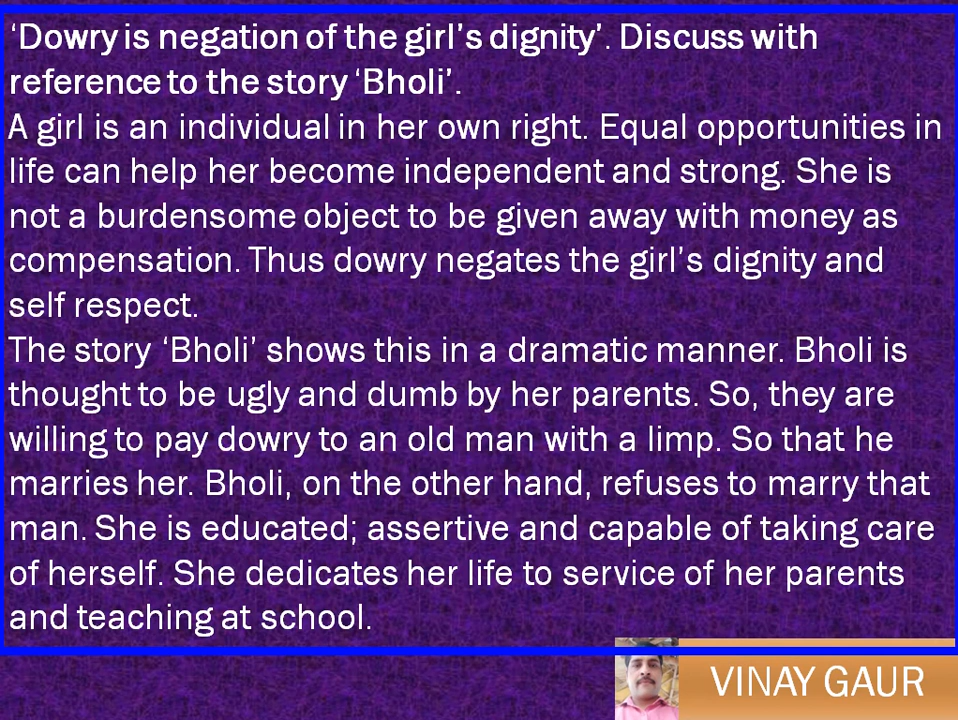 ‘Dowry is negation of the girl’s dignity’. Discuss with
reference to the story ‘Bholi’.
A girl is an individual in her own right. Equal opportunities in
life can help her become independent and strong. She is
not a burdensome object to be given away with money as
compensation. Thus dowry negates the girl’s dignity and
self respect.
The story ‘Bholi’ shows this in a dramatic manner. Bholi is
thought to be ugly and dumb by her parents. So, they are
willing to pay dowry to an old man with a limp. So that he
marries her. Bholi, on the other hand, refuses to marry that
man. She is educated; assertive and capable of taking care
of herself. She dedicates her life to service of her parents
and teaching at school.
VINAY GAUR